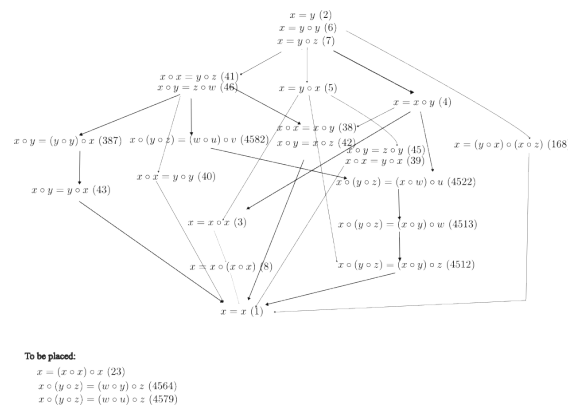 x = y (2)
x = y ∘ y (6)
x = y ∘ z (7)
x ∘ x = y ∘ z (41)
x ∘ y = z ∘ w (46)
x = y ∘ x (5)
x = x ∘ y (4)
x ∘ y = (y ∘ y) ∘ x (387)
x ∘ (y ∘ z) = (w ∘ u) ∘ v (4582)
x ∘ x = x ∘ y (38)
x ∘ y = x ∘ z (42)
x ∘ y = z ∘ y (45)
x ∘ x = y ∘ x (39)
x = (y ∘ x) ∘ (x ∘ z) (168
x ∘ y = y ∘ x (43)
x ∘ x = y ∘ y (40)
x ∘ (y ∘ z) = (x ∘ w) ∘ u (4522)
x = x ∘ x (3)
x ∘ (y ∘ z) = (x ∘ y) ∘ w (4513)
x = x ∘ (x ∘ x) (8)
x ∘ (y ∘ z) = (x ∘ y) ∘ z (4512)
x = x (1)
To be placed:
x = (x ∘ x) ∘ x (23)
x ∘ (y ∘ z) = (w ∘ y) ∘ z (4564)
x ∘ (y ∘ z) = (w ∘ u) ∘ z (4579)